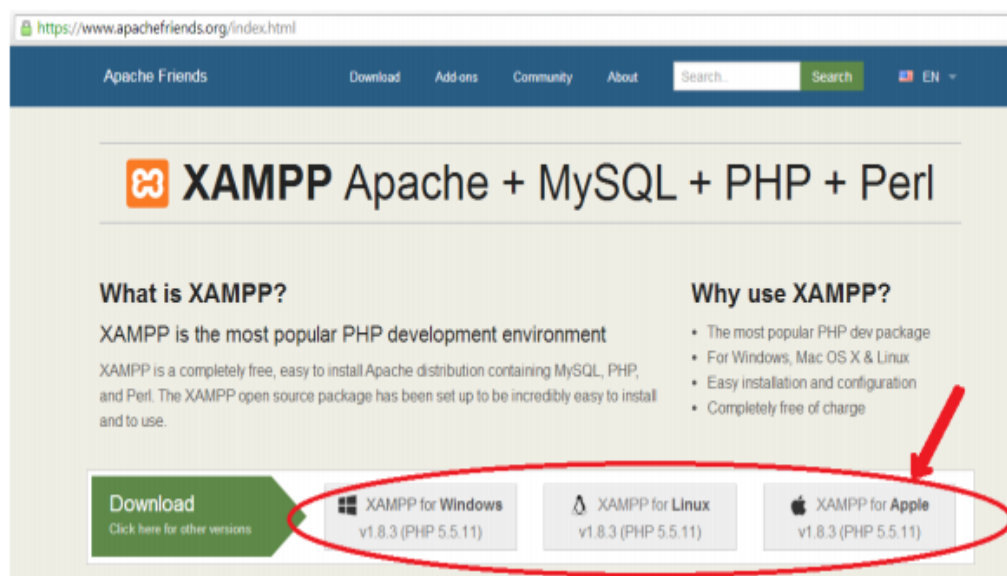 https://www.apachefriends.org/index.html
Apache Friends Download Add-ons Community About Search... Search EN
XAMPP Apache + MySQL + PHP + Perl
What is XAMPP?
XAMPP is the most popular PHP development environment
XAMPP is a completely free, easy to install Apache distribution containing MySQL, PHP,
and Perl. The XAMPP open source package has been set up to be incredibly easy to install
and to use.
Why use XAMPP?
• The most popular PHP dev package
• For Windows, Mac OS X & Linux
• Easy installation and configuration
• Completely free of charge
Download
Click here for other versions
XAMPP for Windows
v1.8.3 (PHP 5.5.11)
XAMPP for Linux
v1.8.3 (PHP 5.5.11)
XAMPP for Apple
v1.8.3 (PHP 5.5.11)